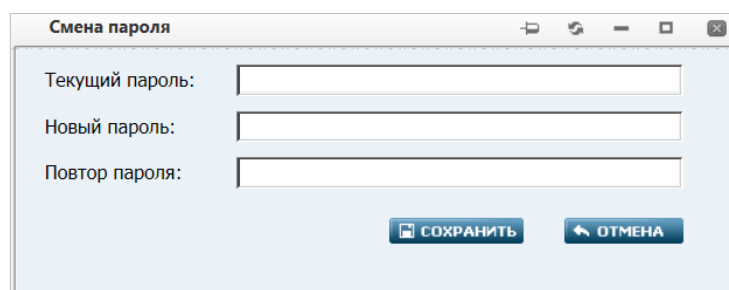 Смена пароля
Текущий пароль:
Новый пароль:
Повтор пароля:
СОХРАНИТЬ ОТМЕНА